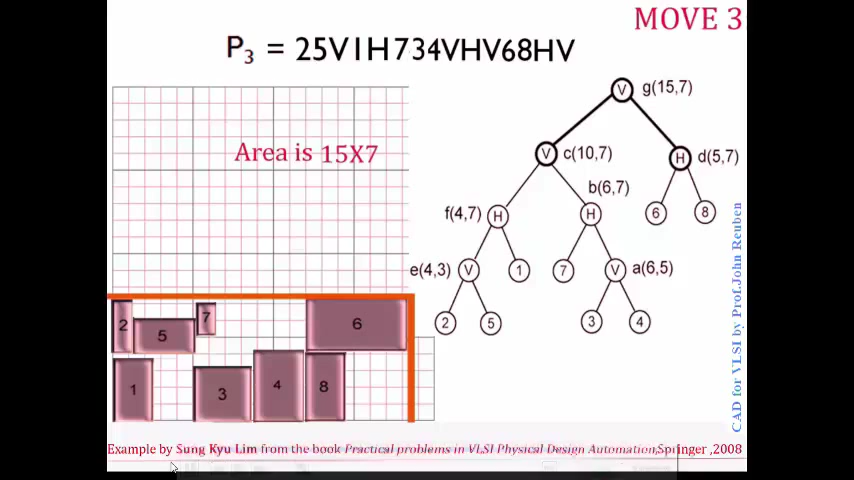 MOVE 3
P3 = 25V1H734VHV68HV
V g(15,7)
Area is 15X7
V c(10,7)
H d(5,7)
b(6,7)
f(4,7) H
H
6
8
e(4,3) V
1
7
V a(6,5)
2
5
3
4
2
5
7
6
1
3
4
8
CAD for VLSI by Prof.John Reuben
Example by Sung Kyu Lim from the book Practical problems in VLSI Physical Design Automation,Springer ,2008